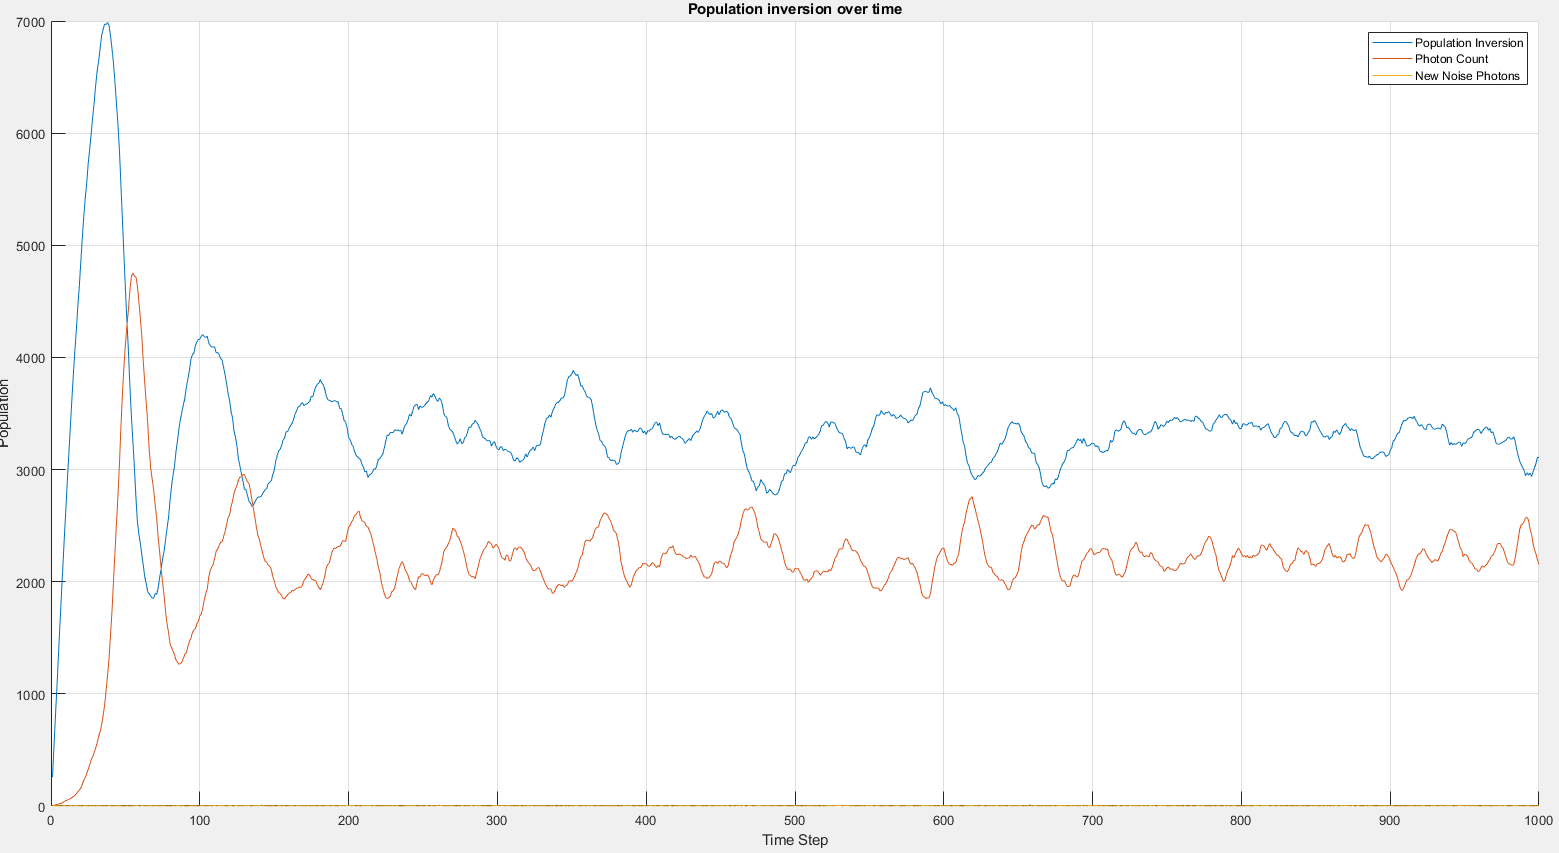 Population inversion over time
Population Inversion
Photon Count
New Noise Photons
7000
6000
5000
4000
3000
2000
1000
0
Population
0 100 200 300 400 500 600 700 800 900 1000
Time Step